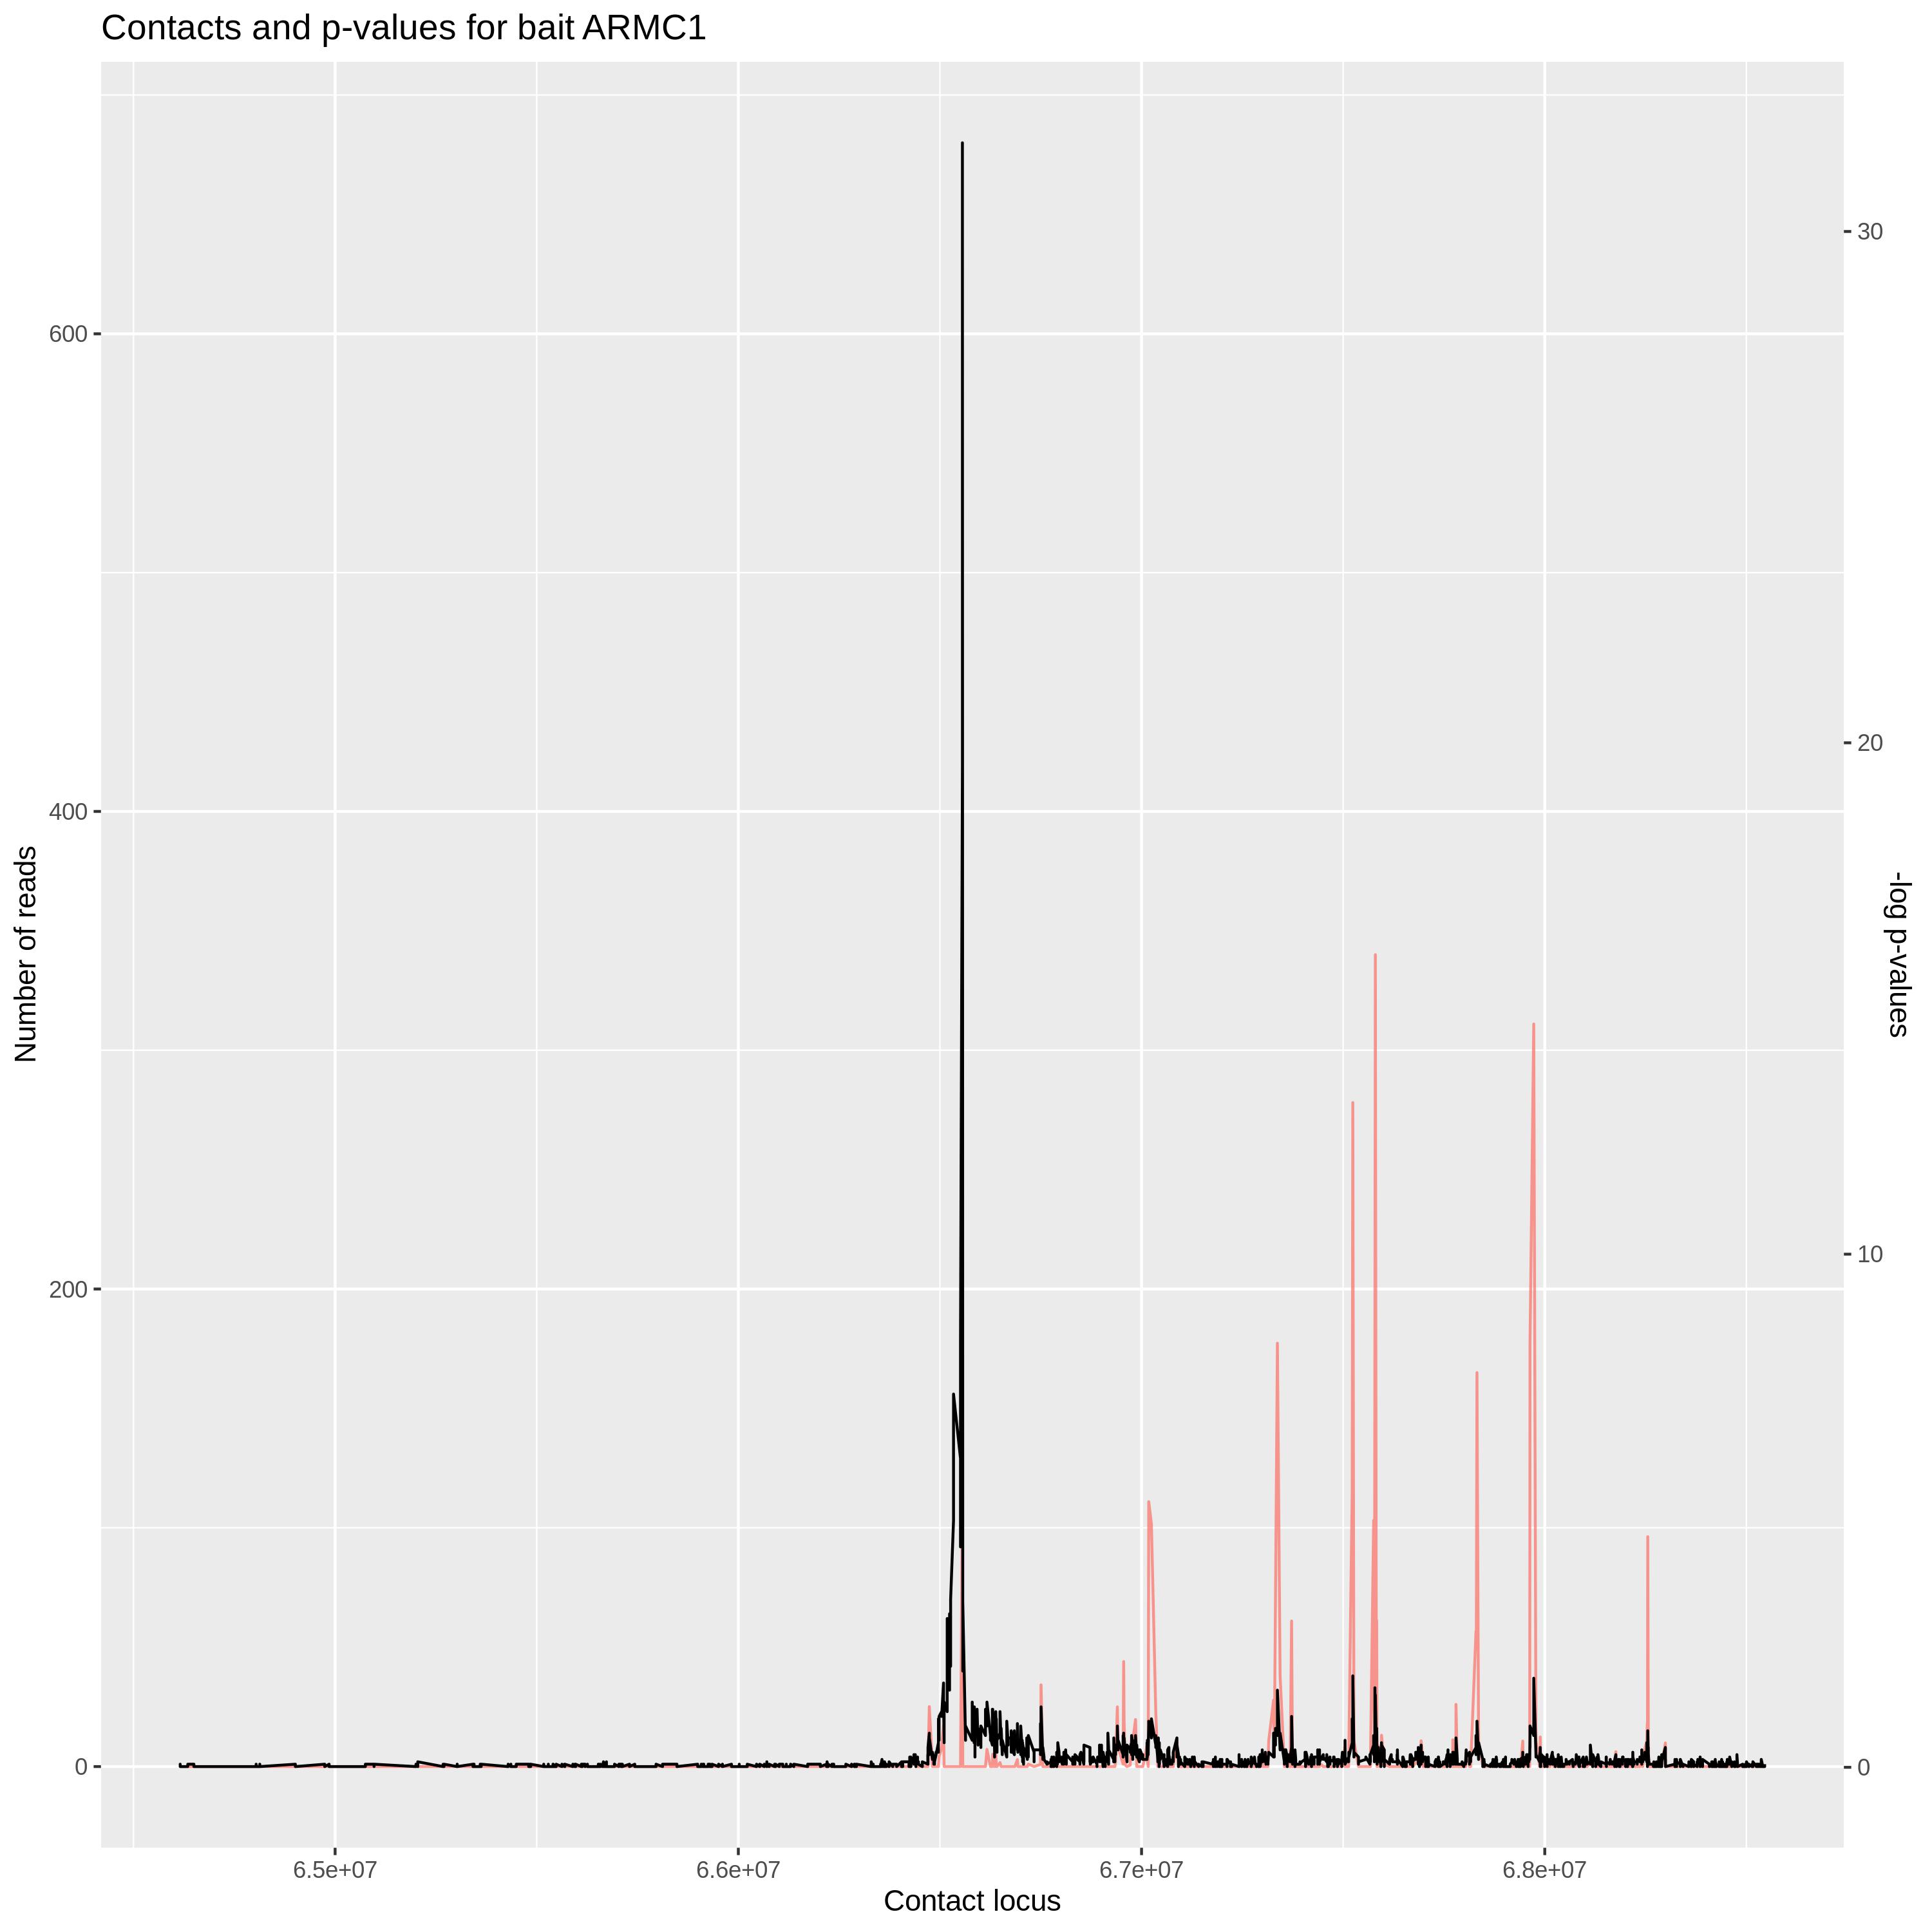 Contacts and p-values for bait ARMC1
Number of reads
600
400
200
0
30
20
10
0
-log p-values
6.5e+07
6.6e+07
6.7e+07
6.8e+07
Contact locus